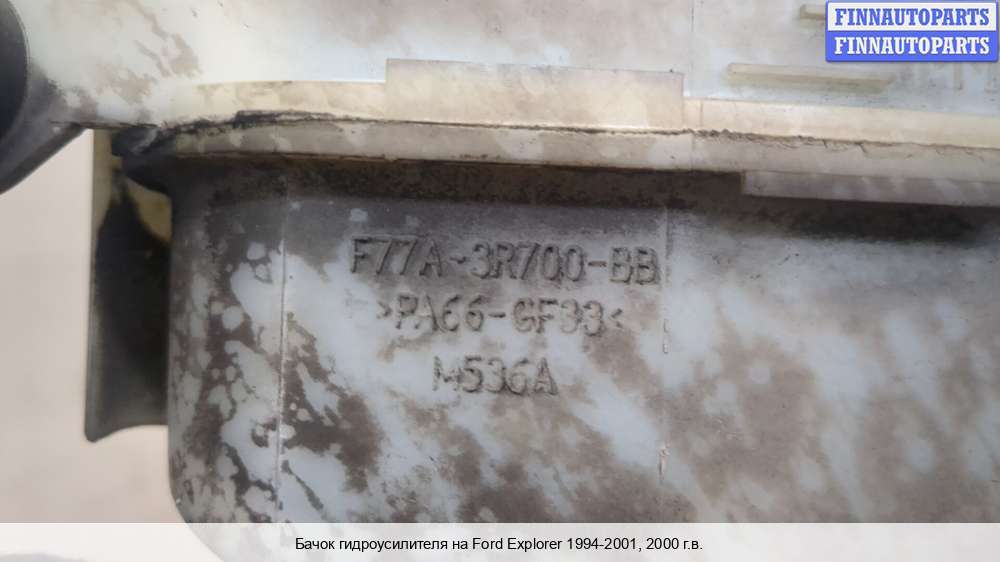 FINNAUTOPARTS
FINNAUTOPARTS
F77A-3R700-BB
>PA66-GF33<
M536A
Бачок гидроусилителя на Ford Explorer 1994-2001, 2000 г.в.